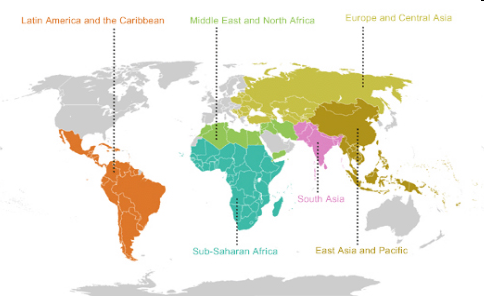 Latin America and the Caribbean
Middle East and North Africa
Europe and Central Asia
South Asia
Sub-Saharan Africa
East Asia and Pacific